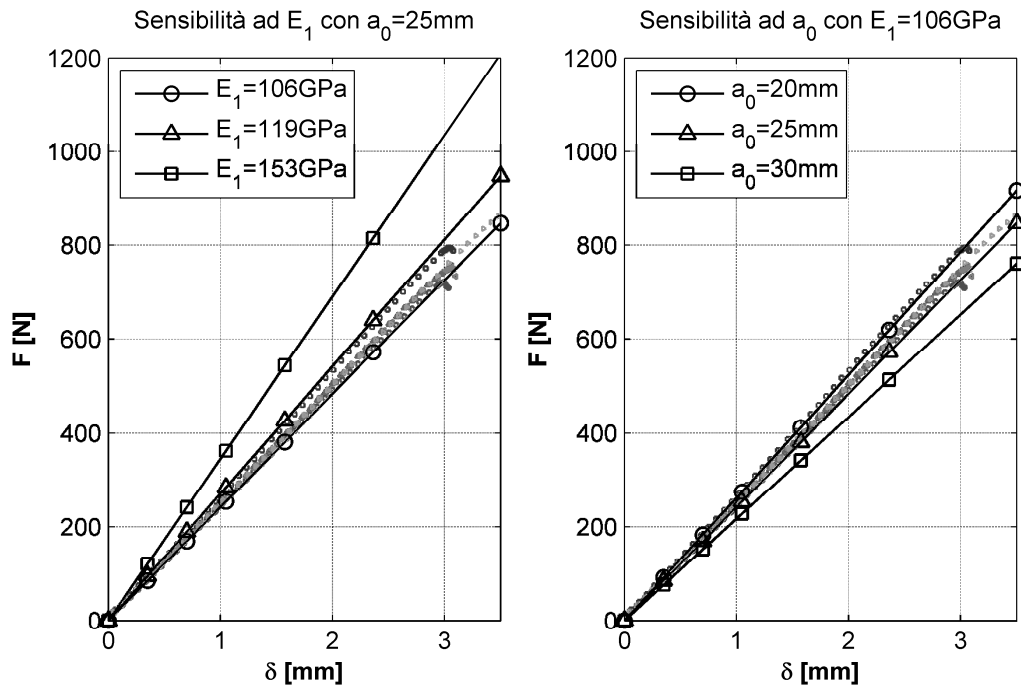 Sensibilità ad E₁ con a₀=25mm
1200
1000
800
600
400
200
0
0 1 2 3
F [N]
δ [mm]
E₁=106GPa
E₁=119GPa
E₁=153GPa
Sensibilità ad a₀ con E₁=106GPa
1200
1000
800
600
400
200
0
0 1 2 3
F [N]
δ [mm]
a₀=20mm
a₀=25mm
a₀=30mm